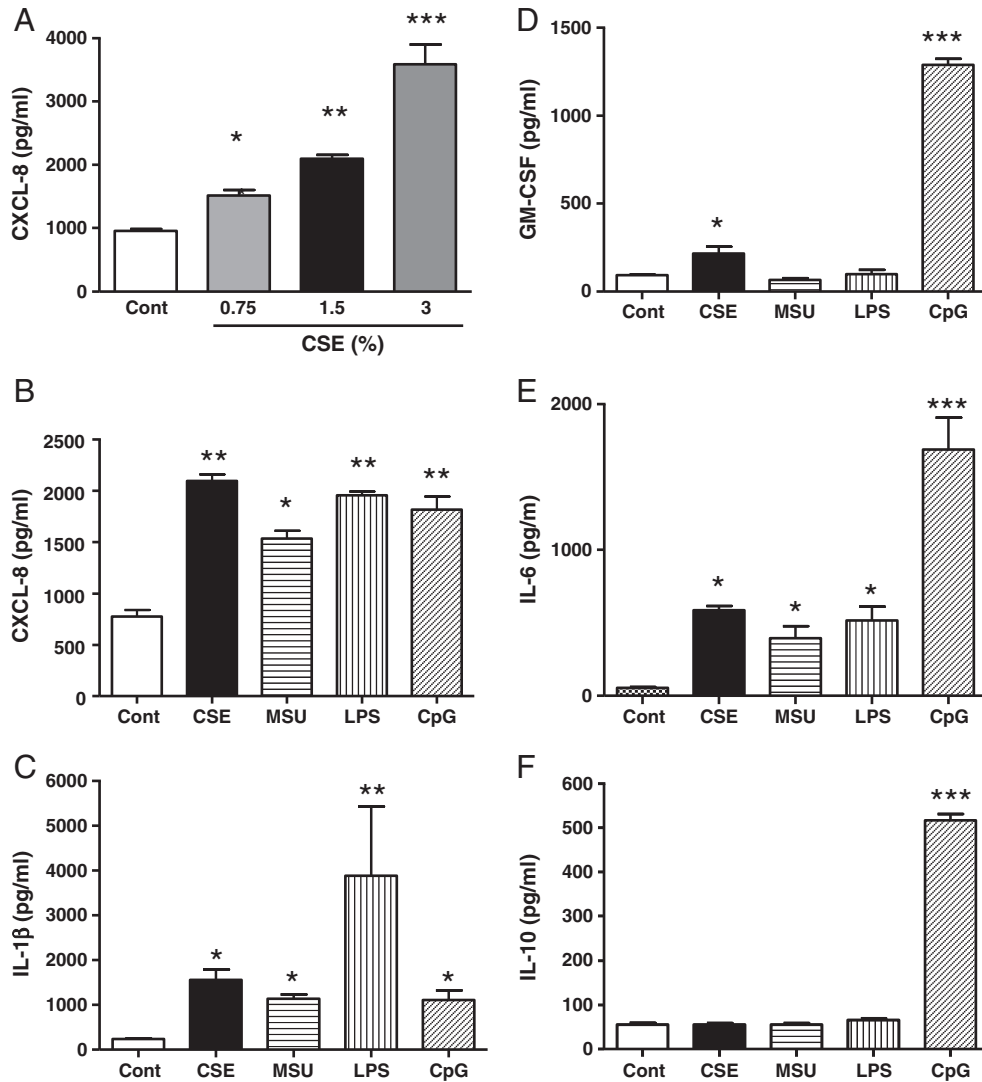 A
CXCL-8 (pg/ml)
4000
3000
2000
1000
0
* ** ***
Cont 0.75 1.5 3
CSE (%)
B
CXCL-8 (pg/ml)
2500
2000
1500
1000
500
0
** * ** **
Cont CSE MSU LPS CpG
C
IL-1β (pg/ml)
6000
5000
4000
3000
2000
1000
0
* * ** *
Cont CSE MSU LPS CpG
D
GM-CSF (pg/ml)
1500
1000
500
0
* ***
Cont CSE MSU LPS CpG
E
IL-6 (pg/m)
2000
1000
0
* * * ***
Cont CSE MSU LPS CpG
F
IL-10 (pg/ml)
600
500
400
300
200
100
0
***
Cont CSE MSU LPS CpG